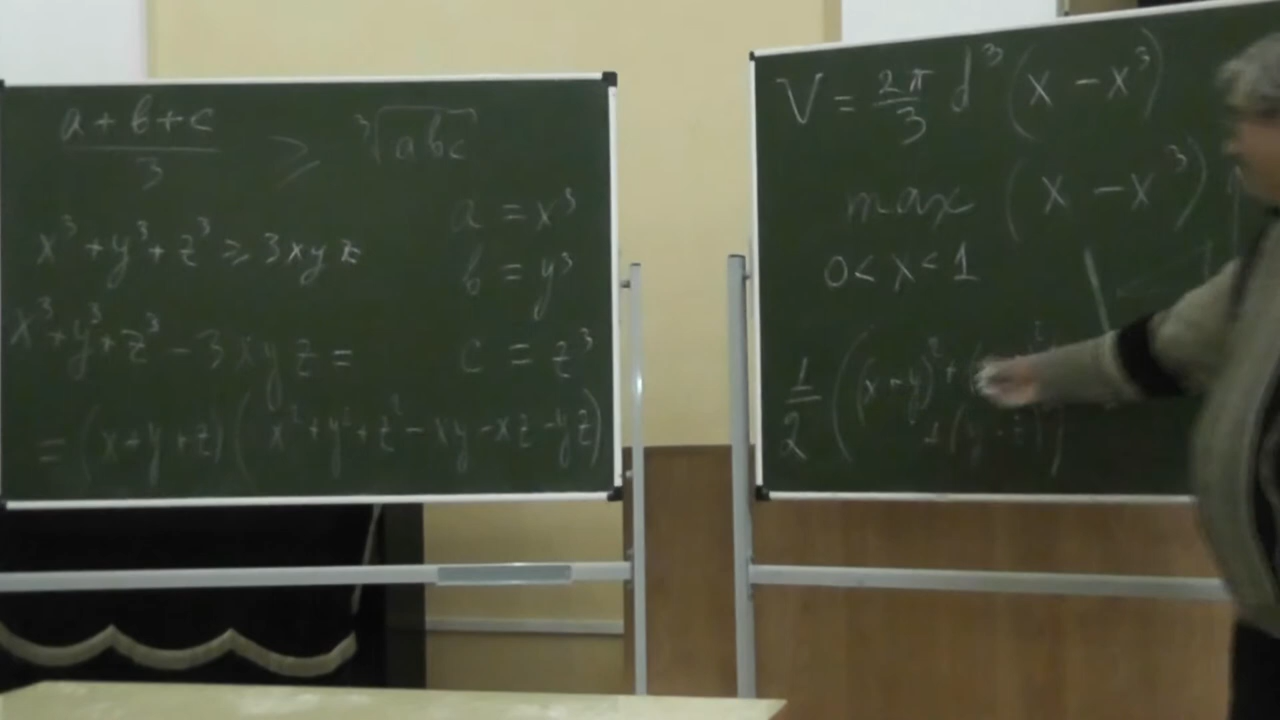 a + b + c / 3 ≥ ∛abc
x³ + y³ + z³ ≥ 3xyz
a = x³
b = y³
c = z³
x³ + y³ + z³ − 3xyz =
= (x + y + z)(x² + y² + z² − xy − xz − yz)
V = 2π/3 d³ (x − x³)
max (x − x³)
0 < x < 1
1/2 ((x + y)² +